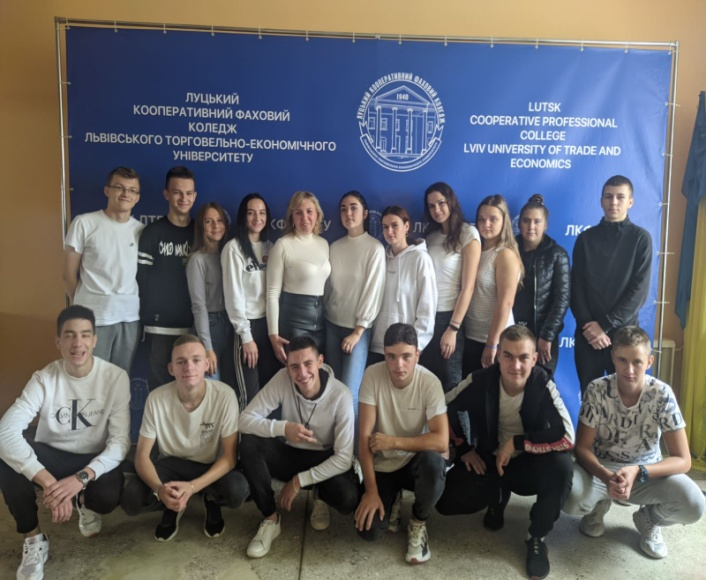 ЛУЦЬКИЙ
КООПЕРАТИВНИЙ ФАХОВИЙ
КОЛЕДЖ
ЛЬВІВСЬКОГО ТОРГОВЕЛЬНО-ЕКОНОМІЧНОГО
УНІВЕРСИТЕТУ
ЛУЦЬКИЙ КООПЕРАТИВНИЙ ФАХОВИЙ КОЛЕДЖ
1940
LUTSK
COOPERATIVE PROFESSIONAL
COLLEGE
LVIV UNIVERSITY OF TRADE AND
ECONOMICS
CK